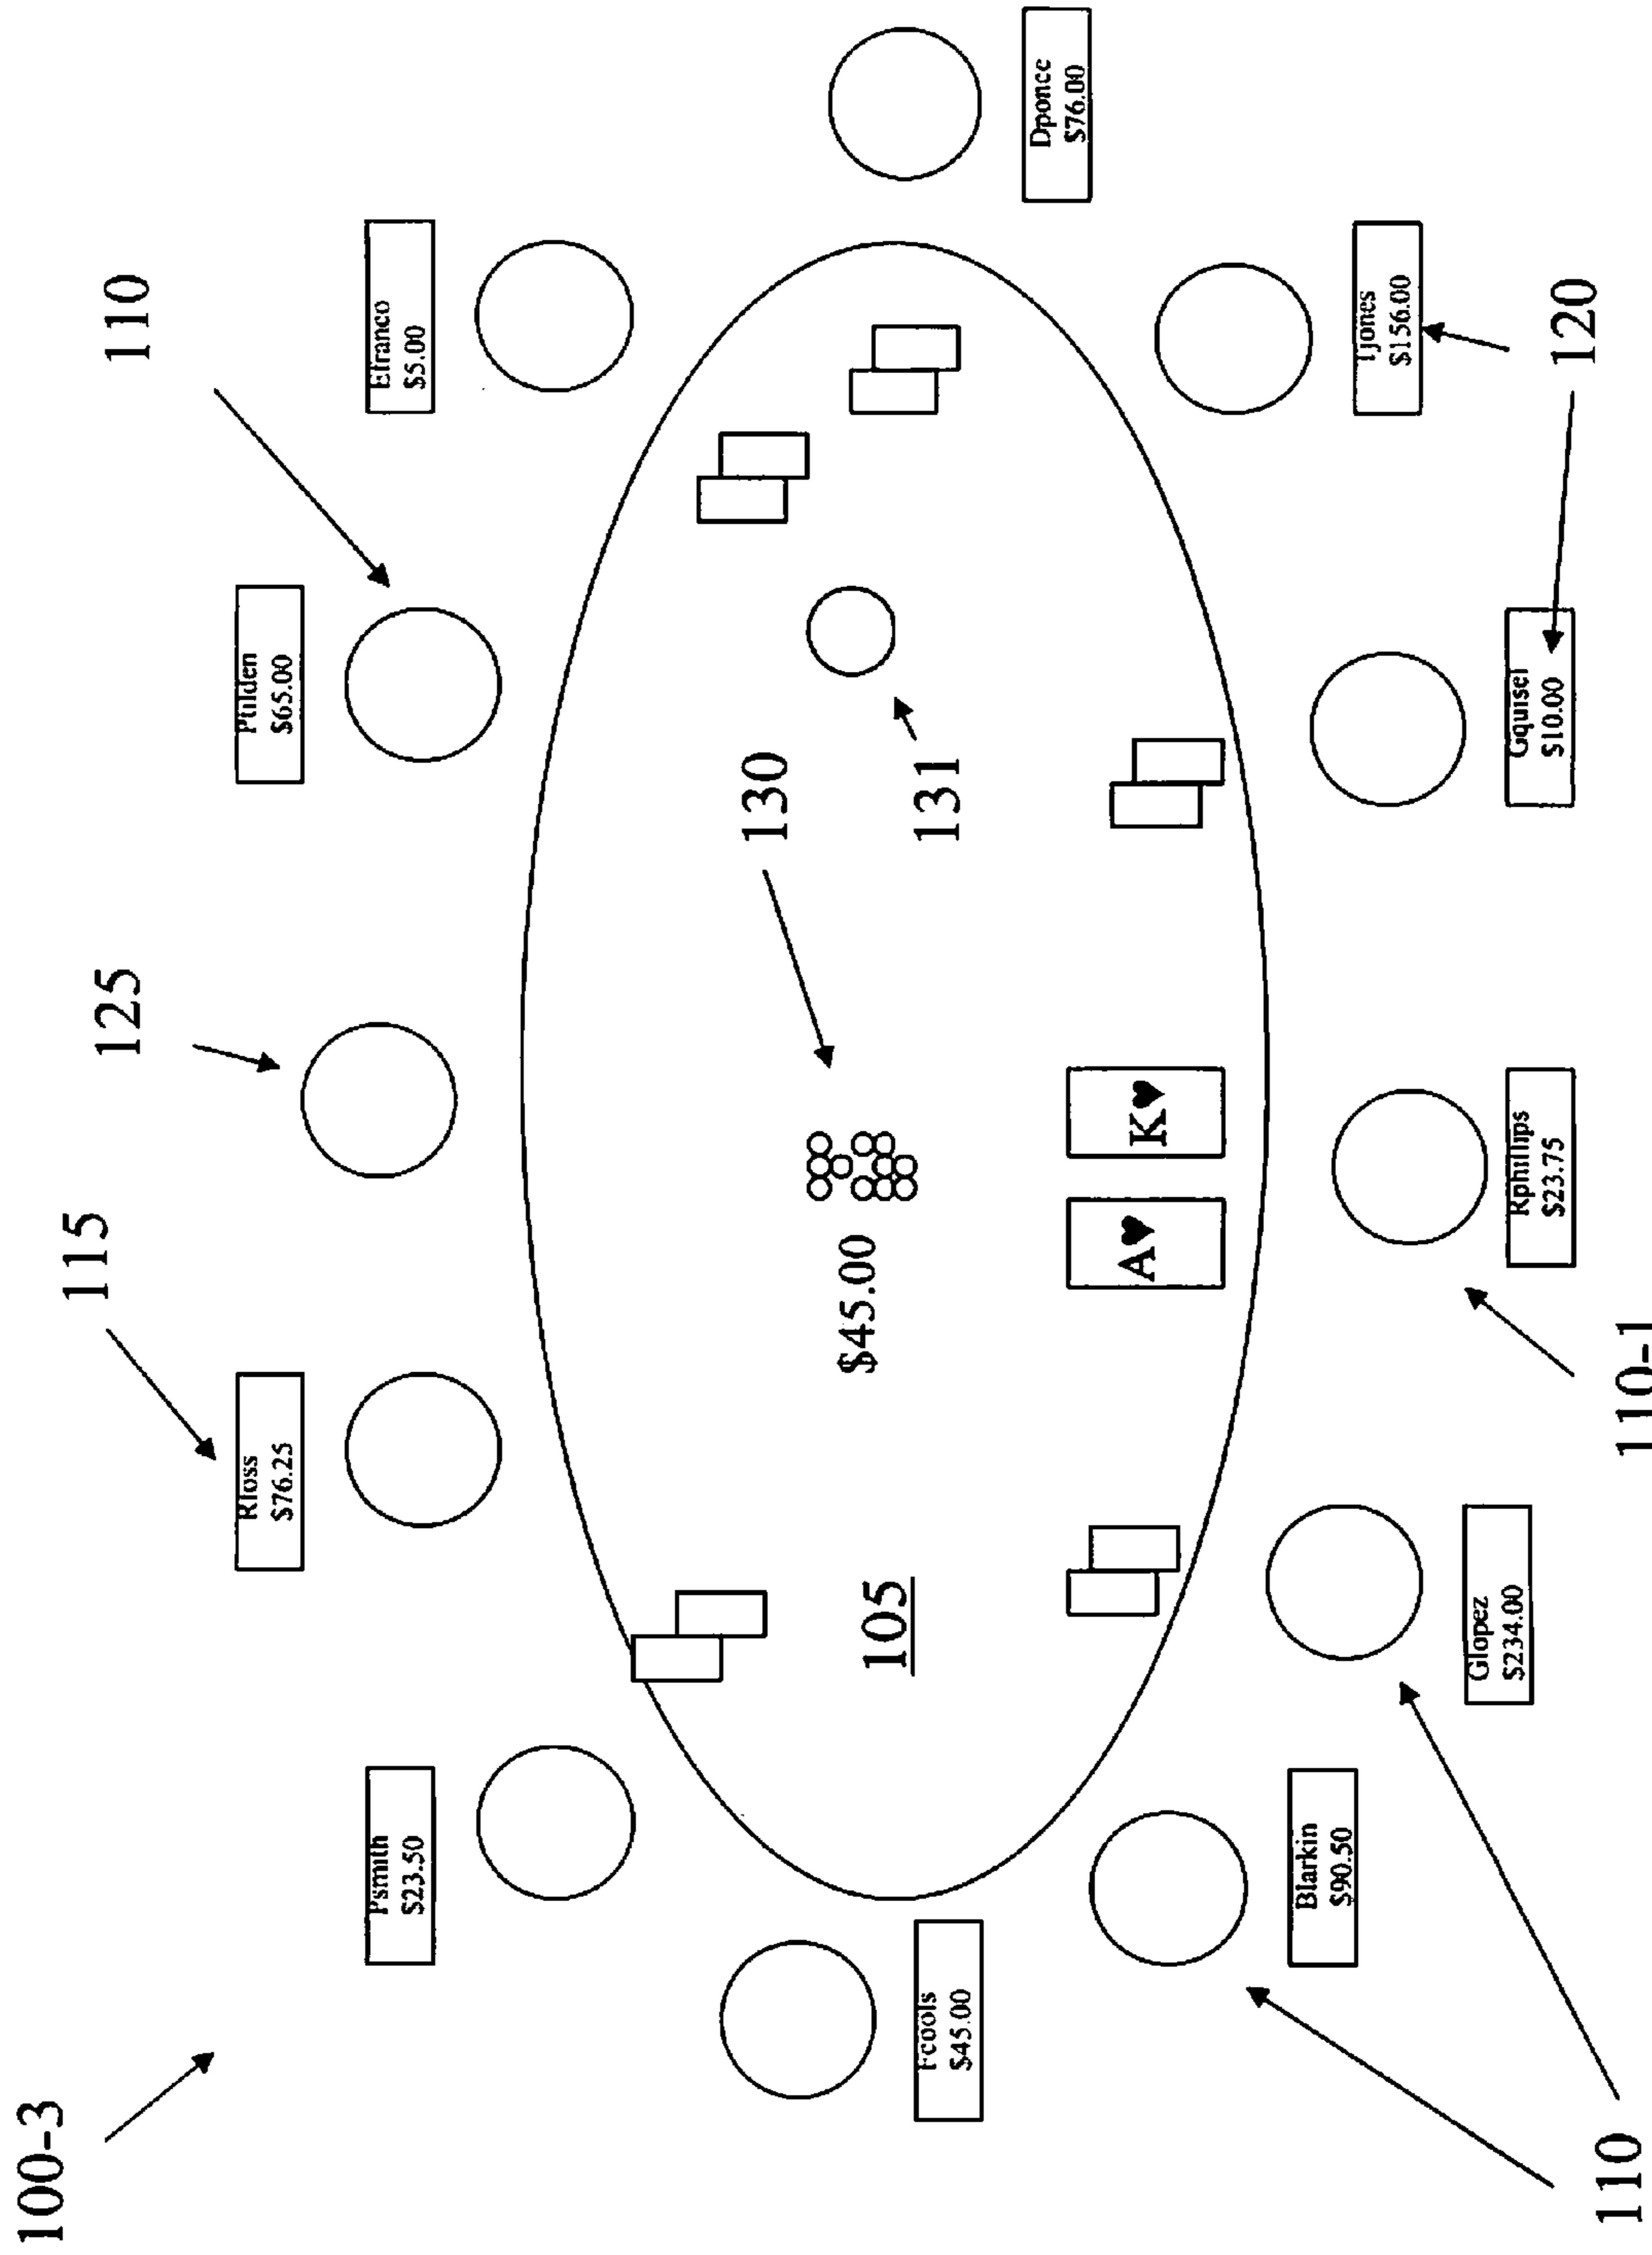 100-3
115
125
110
Rloss
$76.25
Ptilden
$65.00
Psmith
$23.50
Efranco
$5.00
130
131
Fcools
$45.00
105
$45.00
Dponce
$76.00
A♥
K♥
Blarkin
$90.50
Tjones
$156.00
Glopez
$234.00
Rphillips
$23.75
Gquisel
$10.00
110
110-1
120